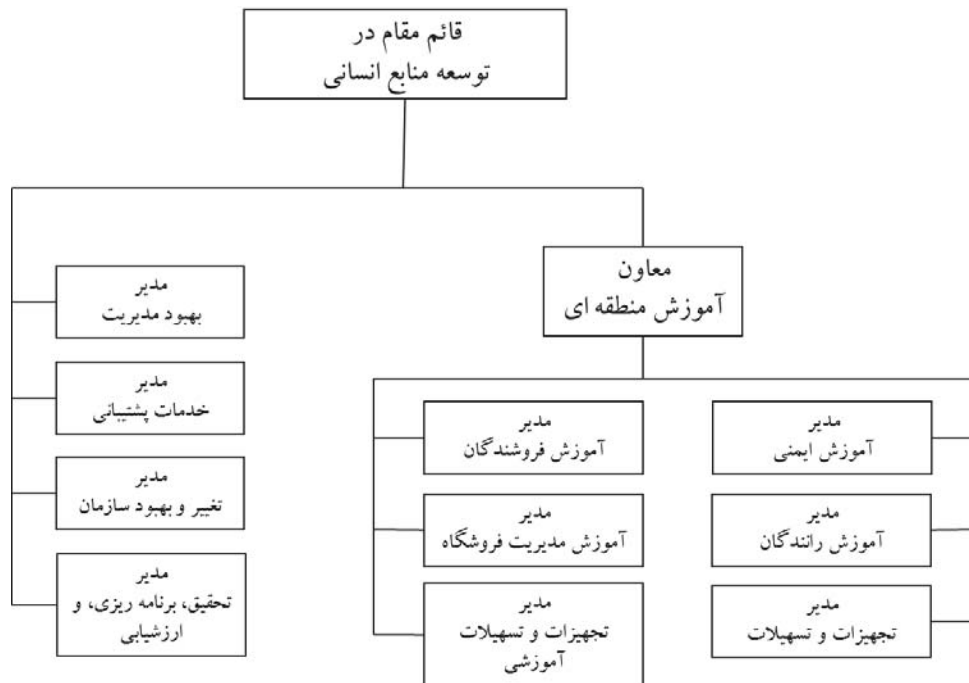 قائم مقام در
توسعه منابع انسانی
معاون
آموزش منطقه ای
مدیر
بهبود مدیریت
مدیر
خدمات پشتیبانی
مدیر
تغییر و بهبود سازمان
مدیر
تحقیق، برنامه ریزی، و
ارزشیابی
مدیر
آموزش ایمنی
مدیر
آموزش رانندگان
مدیر
تجهیزات و تسهیلات
مدیر
آموزش فروشندگان
مدیر
آموزش مدیریت فروشگاه
مدیر
تجهیزات و تسهیلات
آموزشی